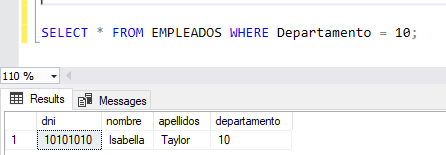 SELECT * FROM EMPLEADOS WHERE Departamento = 10;
110 %
Results Messages
dni nombre apellidos departamento
1 10101010 Isabella Taylor 10